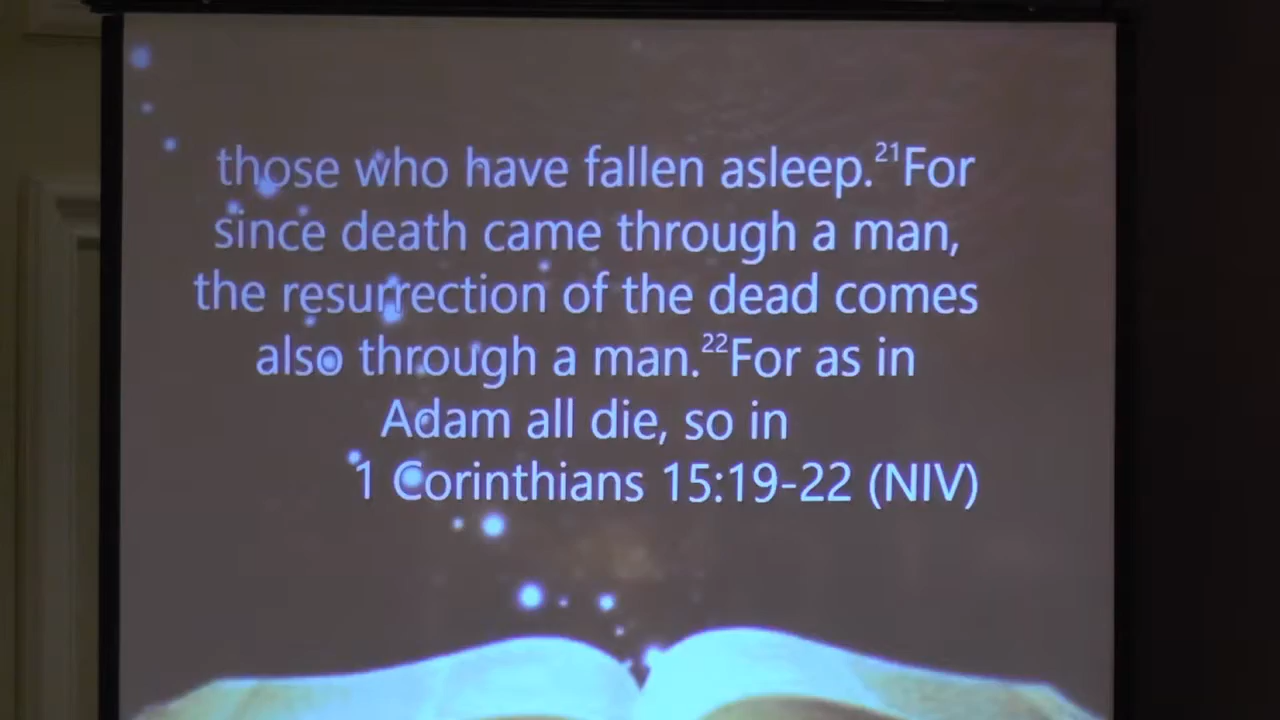 those who have fallen asleep.²¹For
since death came through a man,
the resurrection of the dead comes
also through a man.²²For as in
Adam all die, so in
1 Corinthians 15:19-22 (NIV)